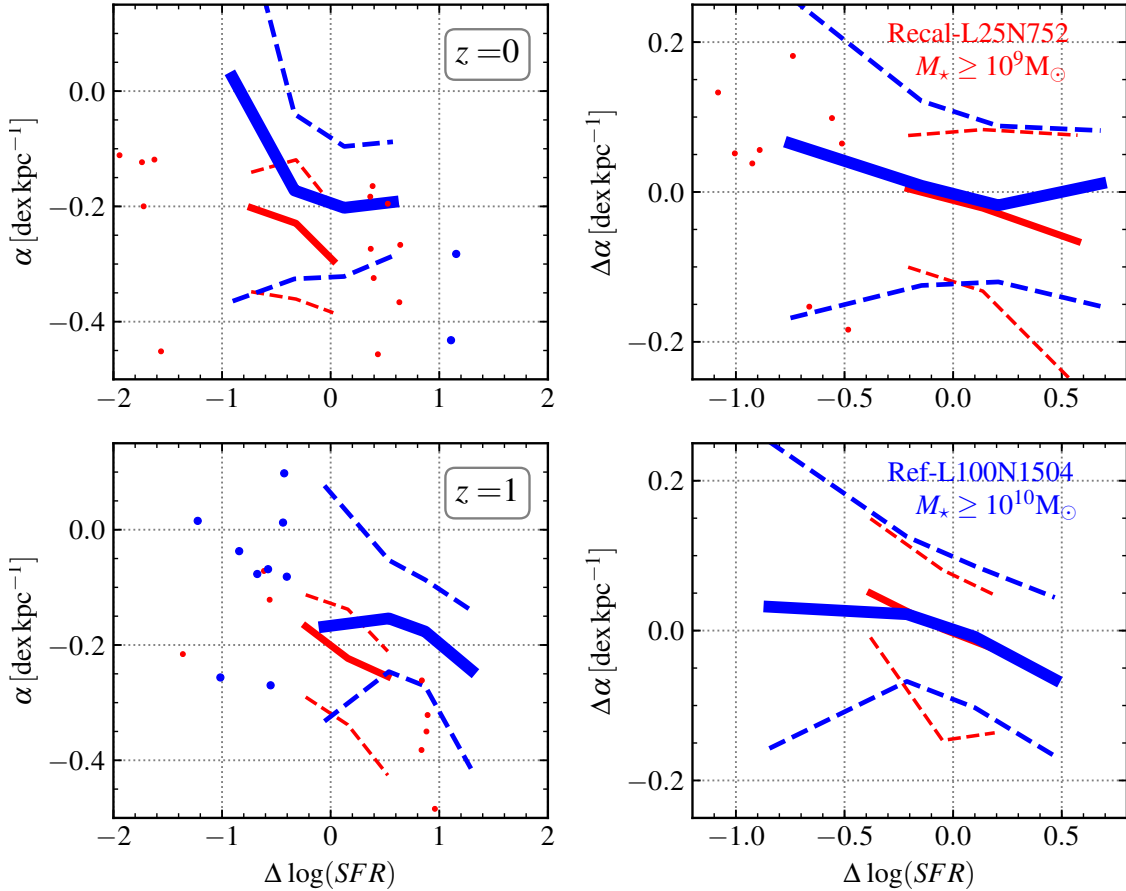 z = 0
0.0
−0.2
−0.4
α [dex kpc⁻¹]
−2
−1
0
1
2
Recal-L25N752
M⋆ ≥ 10⁹M⊙
0.2
0.0
−0.2
Δα [dex kpc⁻¹]
−1.0
−0.5
0.0
0.5
z = 1
0.0
−0.2
−0.4
α [dex kpc⁻¹]
−2
−1
0
1
2
Δ log(SFR)
Ref-L100N1504
M⋆ ≥ 10¹⁰M⊙
0.2
0.0
−0.2
Δα [dex kpc⁻¹]
−1.0
−0.5
0.0
0.5
Δ log(SFR)